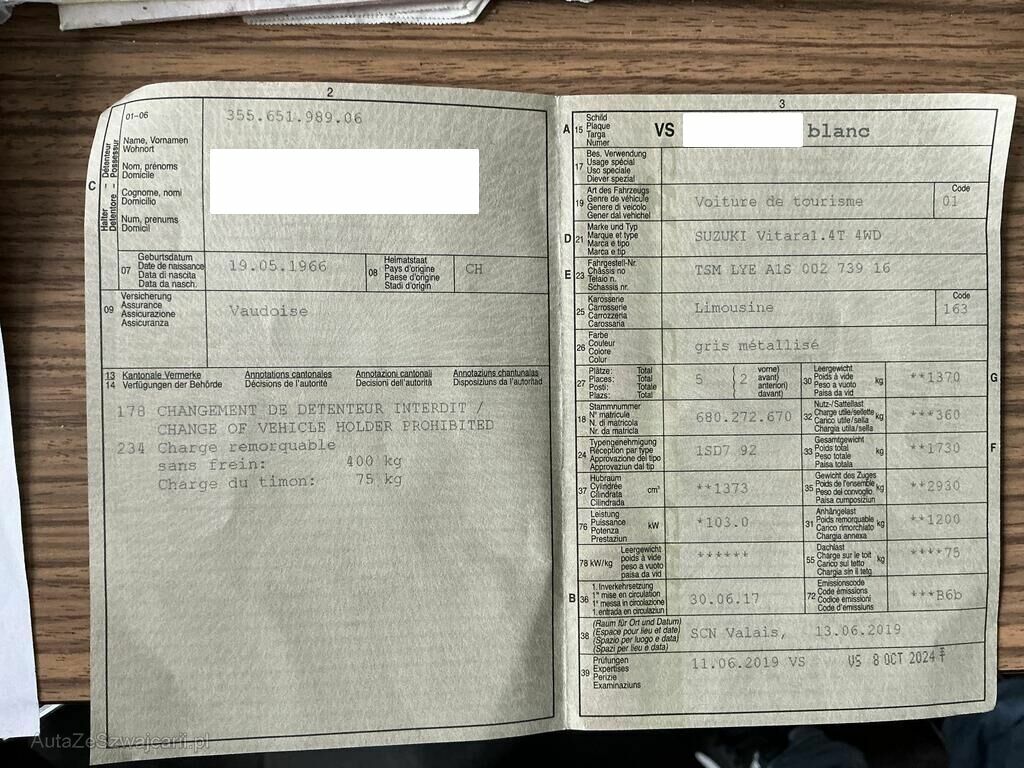 2
01-06
355.651.989.06
C
Halter Détenteur
Detentore Possessur
Name, Vornamen
Wohnort
Nom, prénoms
Domicile
Cognome, nomi
Domicilio
Num, prenums
Domicil
07
Geburtsdatum
Date de naissance
Data di nascita
Data da nasch.
19.05.1966
08
Heimatstaat
Pays d'origine
Paese d'origine
Stadi d'origin
CH
09
Versicherung
Assurance
Assicurazione
Assicuranza
Vaudoise
13 Kantonale Vermerke Annotations cantonales Annotazioni cantonali Annotaziuns chantunalas
14 Verfügungen der Behörde Décisions de l'autorité Decisioni dell'autorità Disposiziuns da l'autoritad
178 CHANGEMENT DE DETENTEUR INTERDIT /
CHANGE OF VEHICLE HOLDER PROHIBITED
234 Charge remorquable
sans frein: 400 kg
Charge du timon: 75 kg
3
A 15
Schild
Plaque
Targa
Numer
VS blanc
17
Bes. Verwendung
Usage spécial
Uso speciale
Diever spezial
19
Art des Fahrzeugs
Genre de véhicule
Genere di veicolo
Gener dal vehichel
Voiture de tourisme
Code
01
D 21
Marke und Typ
Marque et type
Marca e tipo
Marca e tip
SUZUKI Vitara1.4T 4WD
E 23
Fahrgestell-Nr.
Châssis no
Telaio n.
Schassis nr.
TSM LYE A1S 002 739 16
25
Karosserie
Carrosserie
Carrozzeria
Carossaria
Limousine
Code
163
26
Farbe
Couleur
Colore
Colur
gris métallisé
27
Plätze: Total
Places: Total
Posti: Totale
Plazs: Total
5 { 2
vorne)
avant)
anteriori)
davant)
30
Leergewicht
Poids à vide
Peso a vuoto
Paisa da vid
kg
**1370
G
18
Stammnummer
N° matricule
N. di matricola
Nr. da matricla
680.272.670
32
Nutz-/Sattellast
Charge utile/sellette
Carico utile/sella
Chargia utila/sella
kg
***360
24
Typengenehmigung
Réception par type
Approvazione del tipo
Approvaziun dal tip
1SD7 92
33
Gesamtgewicht
Poids total
Peso totale
Paisa totala
kg
**1730
F
37
Hubraum
Cylindrée
Cilindrata
Cilindrada
cm³
**1373
35
Gewicht des Zuges
Poids de l'ensemble
Peso del convoglio
Paisa cumposiziun
kg
**2930
76
Leistung
Puissance
Potenza
Prestaziun
kW
*103.0
31
Anhängelast
Poids remorquable
Carico rimorchiato
Chargia annexa
kg
**1200
78 kW/kg
Leergewicht
poids à vide
peso a vuoto
paisa da vid
******
55
Dachlast
Charge sur le toit
Carico sul tetto
Chargia sin il tetg
kg
****75
B 36
1. Inverkehrsetzung
1re mise en circulation
1a messa in circolazione
1. entrada en circulaziun
30.06.17
72
Emissionscode
Code émissions
Codice emissioni
Code d'emissiuns
***B6b
38
(Raum für Ort und Datum)
(Espace pour lieu et date)
(Spazio per luogo e data)
(Spazi per lieu e data)
SCN Valais, 13.06.2019
39
Prüfungen
Expertises
Perizie
Examinaziuns
11.06.2019 VS VS 8 OCT 2024
AutaZeSzwajcarii.pl